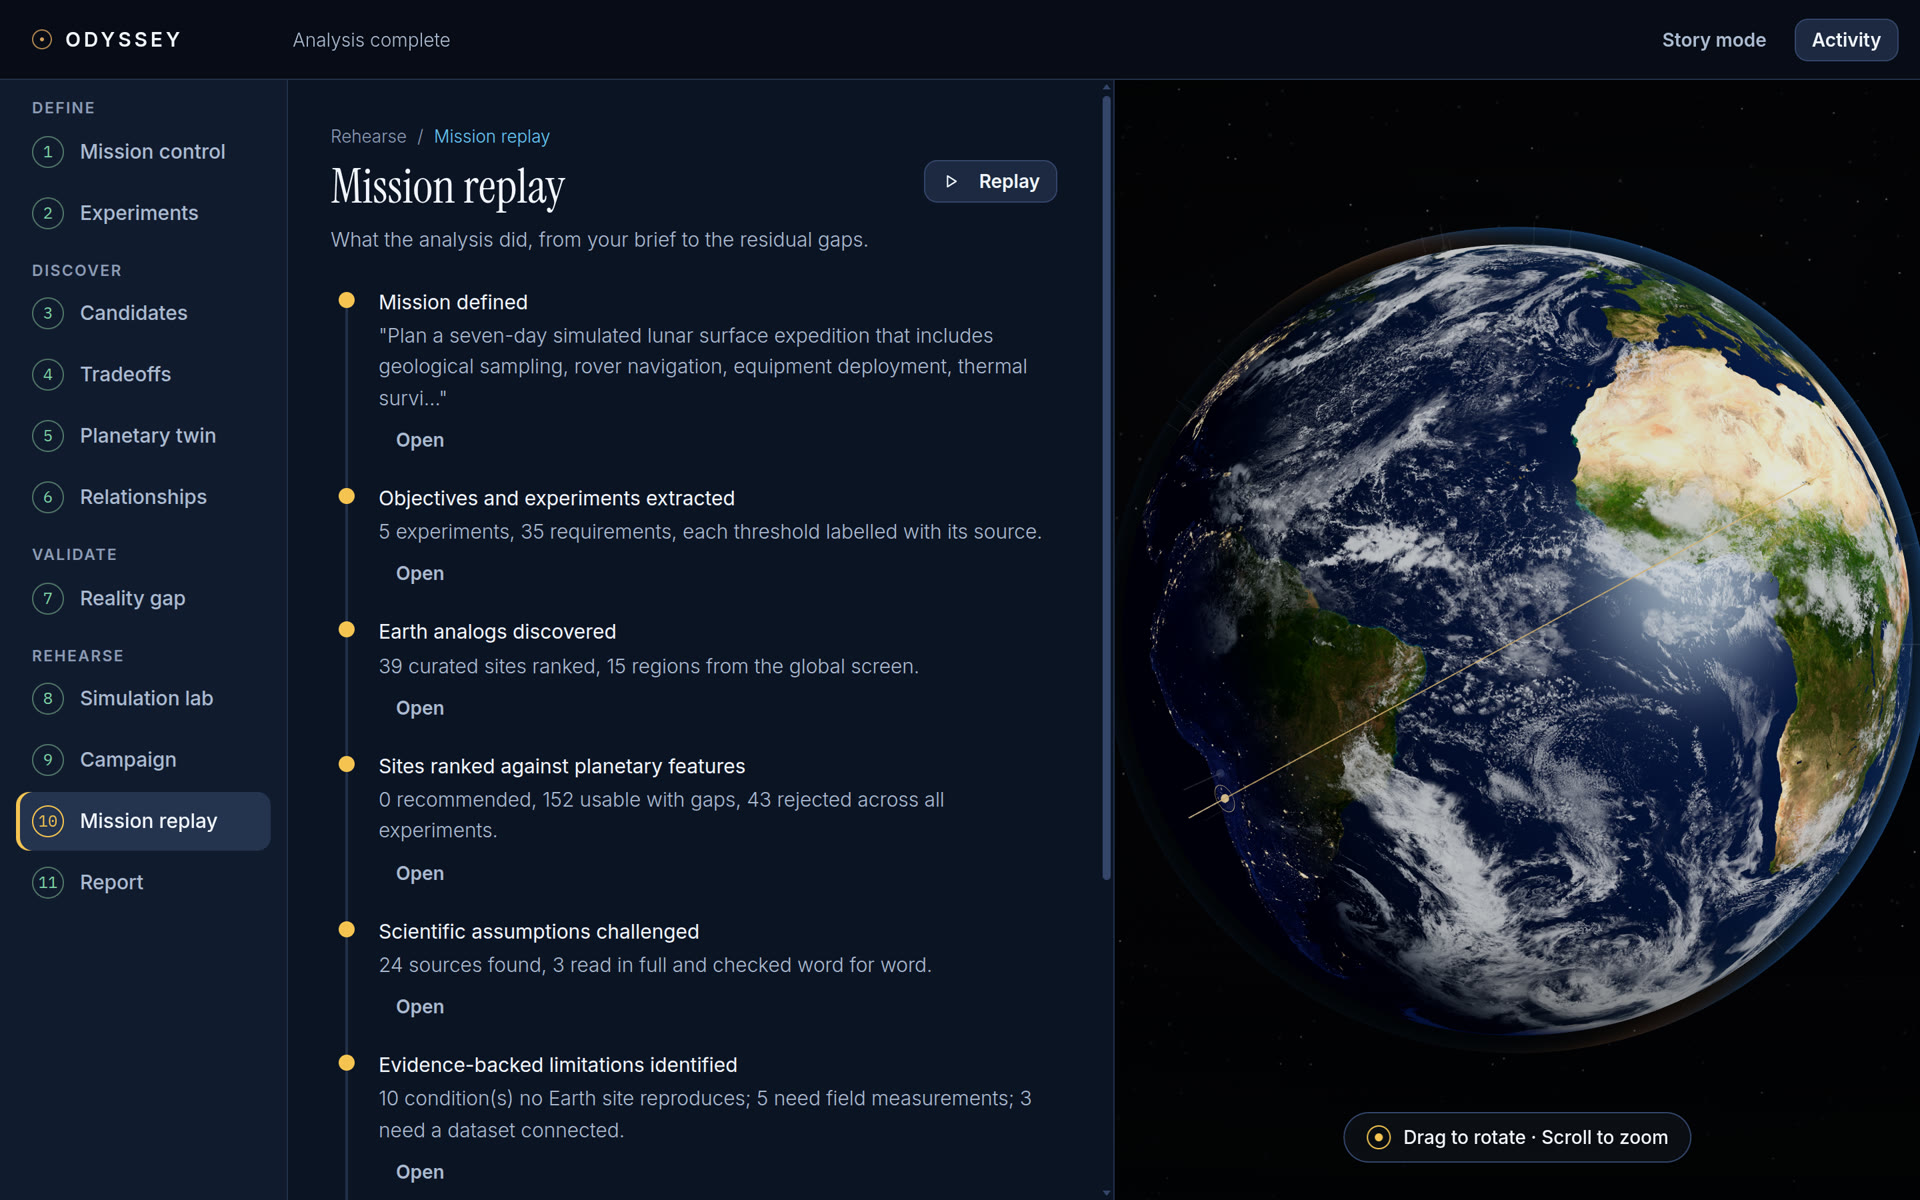 ODYSSEY
Analysis complete
Story mode
Activity
DEFINE
1 Mission control
2 Experiments
DISCOVER
3 Candidates
4 Tradeoffs
5 Planetary twin
6 Relationships
VALIDATE
7 Reality gap
REHEARSE
8 Simulation lab
9 Campaign
10 Mission replay
11 Report
Rehearse / Mission replay
Mission replay
Replay
What the analysis did, from your brief to the residual gaps.
Mission defined
"Plan a seven-day simulated lunar surface expedition that includes
geological sampling, rover navigation, equipment deployment, thermal
survi..."
Open
Objectives and experiments extracted
5 experiments, 35 requirements, each threshold labelled with its source.
Open
Earth analogs discovered
39 curated sites ranked, 15 regions from the global screen.
Open
Sites ranked against planetary features
0 recommended, 152 usable with gaps, 43 rejected across all
experiments.
Open
Scientific assumptions challenged
24 sources found, 3 read in full and checked word for word.
Open
Evidence-backed limitations identified
10 condition(s) no Earth site reproduces; 5 need field measurements; 3
need a dataset connected.
Open
Drag to rotate · Scroll to zoom